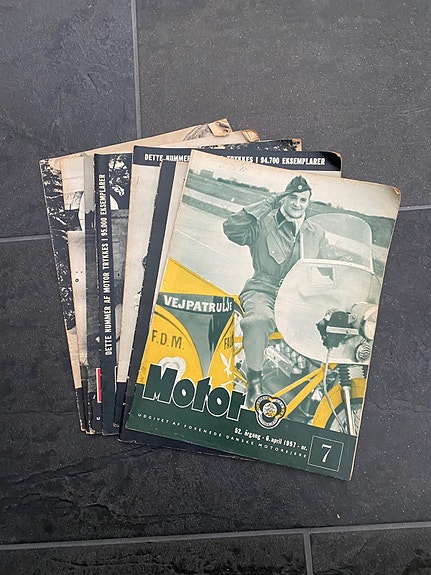 DETTE NUMMER AF MOTOR TRYKKES I 95.000 EKSEMPLARER
DETTE NUMMER TRYKKES I 94.700 EKSEMPLARER
VEJPATRULJE
F.D.M.
Motor
52. årgang - 6. april 1957 - nr.
7
UDGIVET AF FORENEDE DANSKE MOTOREJERE